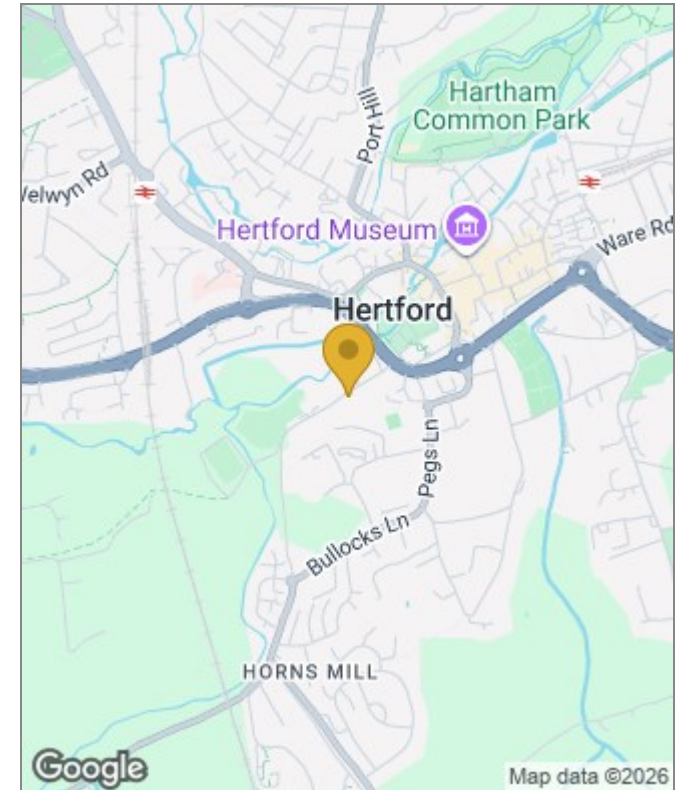 Hartham
Common Park
Port Hill
Welwyn Rd
Hertford Museum
Ware Rd
Hertford
Pegs Ln
Bullocks Ln
HORNS MILL
Google
Map data ©2026